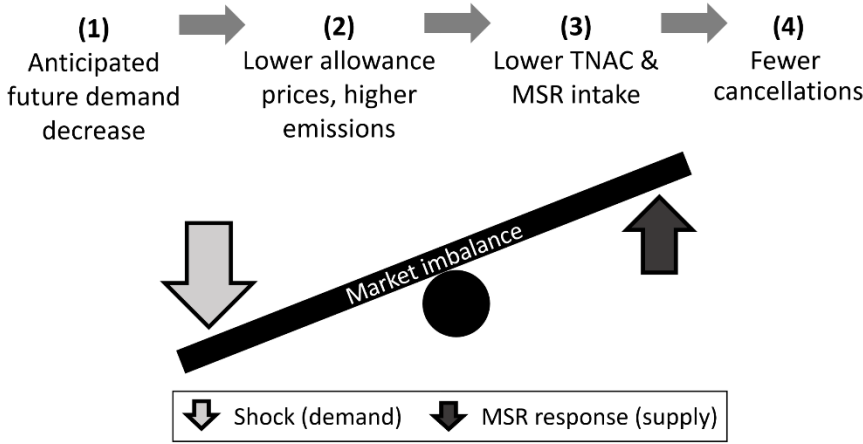 (1)
Anticipated
future demand
decrease
(2)
Lower allowance
prices, higher
emissions
(3)
Lower TNAC &
MSR intake
(4)
Fewer
cancellations
Market imbalance
Shock (demand)
MSR response (supply)